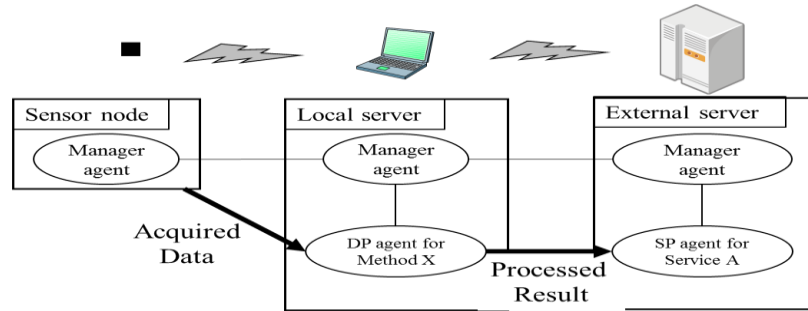 Sensor node
Local server
External server
Manager
agent
Manager
agent
Manager
agent
Acquired
Data
DP agent for
Method X
Processed
Result
SP agent for
Service A